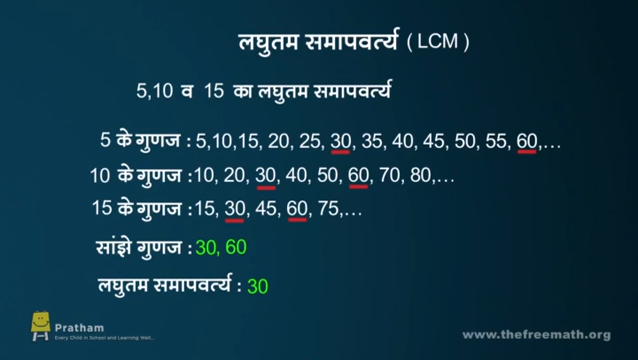 लघुतम समापवर्त्य ( LCM )
5,10 व 15 का लघुतम समापवर्त्य
5 के गुणज : 5,10,15, 20, 25, 30, 35, 40, 45, 50, 55, 60,...
10 के गुणज : 10, 20, 30, 40, 50, 60, 70, 80,...
15 के गुणज : 15, 30, 45, 60, 75,...
सांझे गुणज : 30, 60
लघुतम समापवर्त्य : 30
Pratham
Every Child in School and Learning Well...
www.thefreemath.org